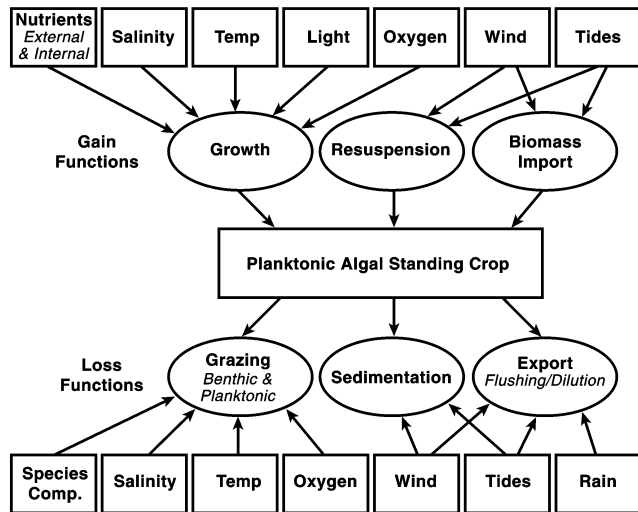 Nutrients
External
& Internal
Salinity
Temp
Light
Oxygen
Wind
Tides
Gain
Functions
Growth
Resuspension
Biomass
Import
Planktonic Algal Standing Crop
Loss
Functions
Grazing
Benthic &
Planktonic
Sedimentation
Export
Flushing/Dilution
Species
Comp.
Salinity
Temp
Oxygen
Wind
Tides
Rain